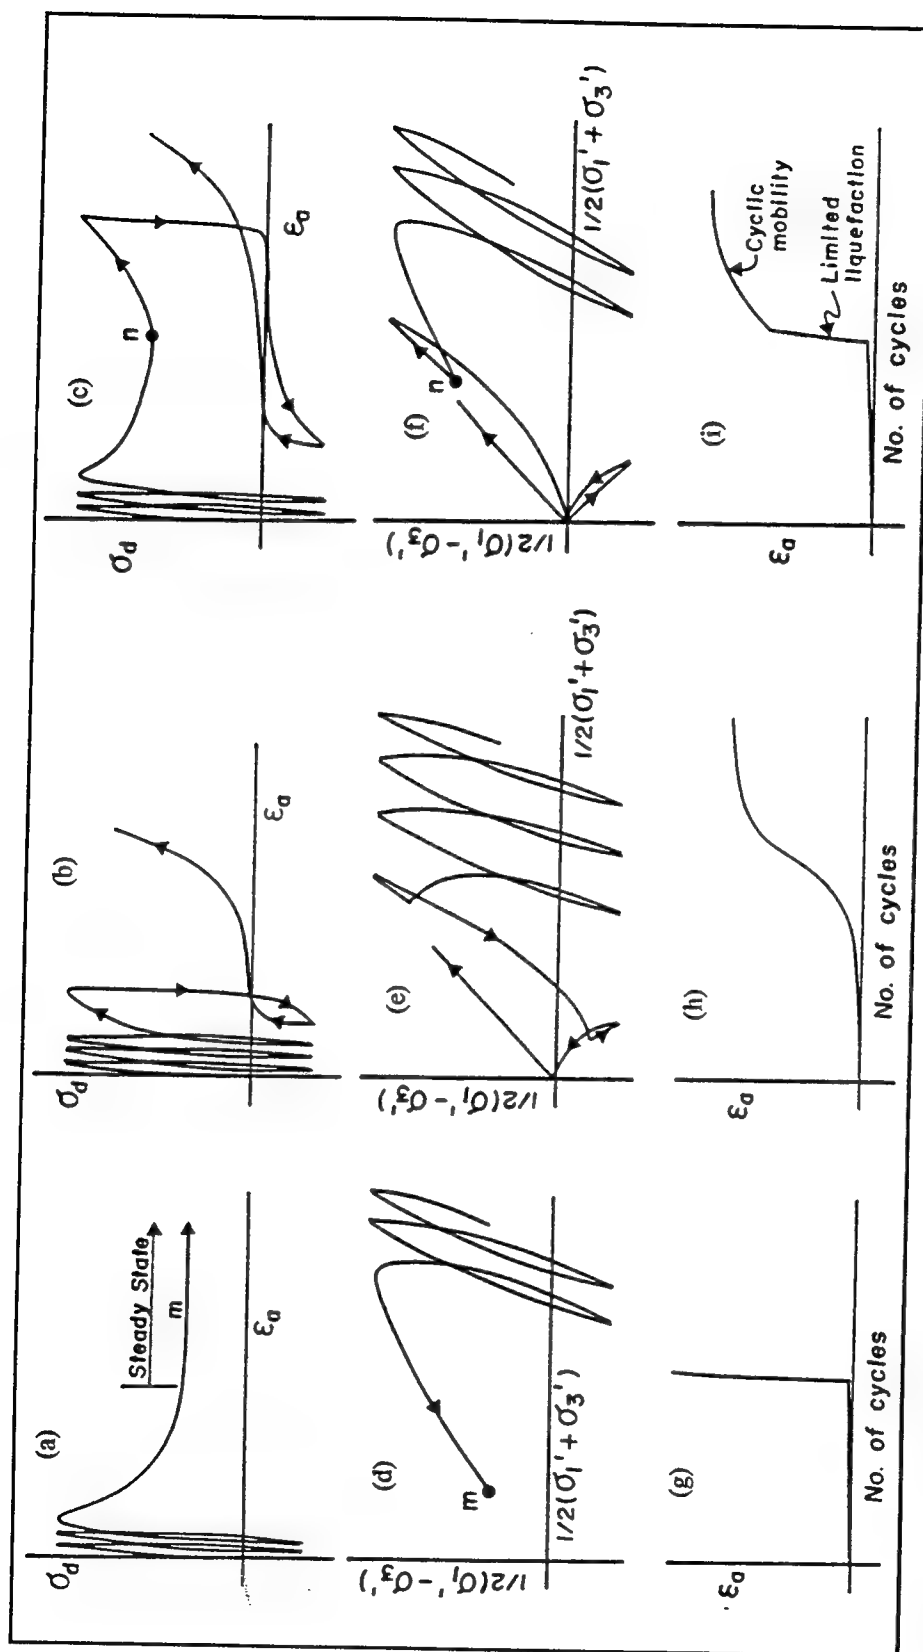 (a)
σd
Steady State
m
εa
(b)
σd
εa
(c)
σd
n
εa
(d)
1/2(σ1' - σ3')
m
1/2(σ1' + σ3')
(e)
1/2(σ1' - σ3')
1/2(σ1' + σ3')
(f)
1/2(σ1' - σ3')
n
1/2(σ1' + σ3')
(g)
εa
No. of cycles
(h)
εa
No. of cycles
(i)
εa
Cyclic
mobility
Limited
liquefaction
No. of cycles